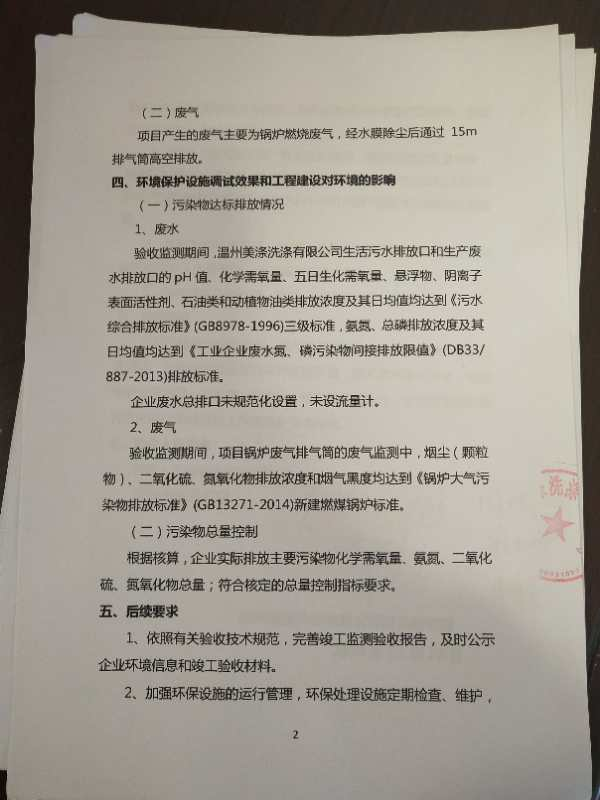 （二）废气
项目产生的废气主要为锅炉燃烧废气，经水膜除尘后通过 15m
排气筒高空排放。
四、环境保护设施调试效果和工程建设对环境的影响
（一）污染物达标排放情况
1、废水
验收监测期间,温州美涤洗涤有限公司生活污水排放口和生产废
水排放口的 pH 值、化学需氧量、五日生化需氧量、悬浮物、阴离子
表面活性剂、石油类和动植物油类排放浓度及其日均值均达到《污水
综合排放标准》(GB8978-1996)三级标准，氨氮、总磷排放浓度及其
日均值均达到《工业企业废水氮、磷污染物间接排放限值》(DB33/
887-2013)排放标准。
企业废水总排口未规范化设置，未设流量计。
2、废气
验收监测期间，项目锅炉废气排气筒的废气监测中，烟尘（颗粒
物）、二氧化硫、氮氧化物排放浓度和烟气黑度均达到《锅炉大气污
染物排放标准》(GB13271-2014)新建燃煤锅炉标准。
（二）污染物总量控制
根据核算，企业实际排放主要污染物化学需氧量、氨氮、二氧化
硫、氮氧化物总量；符合核定的总量控制指标要求。
五、后续要求
1、依照有关验收技术规范，完善竣工监测验收报告，及时公示
企业环境信息和竣工验收材料。
2、加强环保设施的运行管理，环保处理设施定期检查、维护，
2